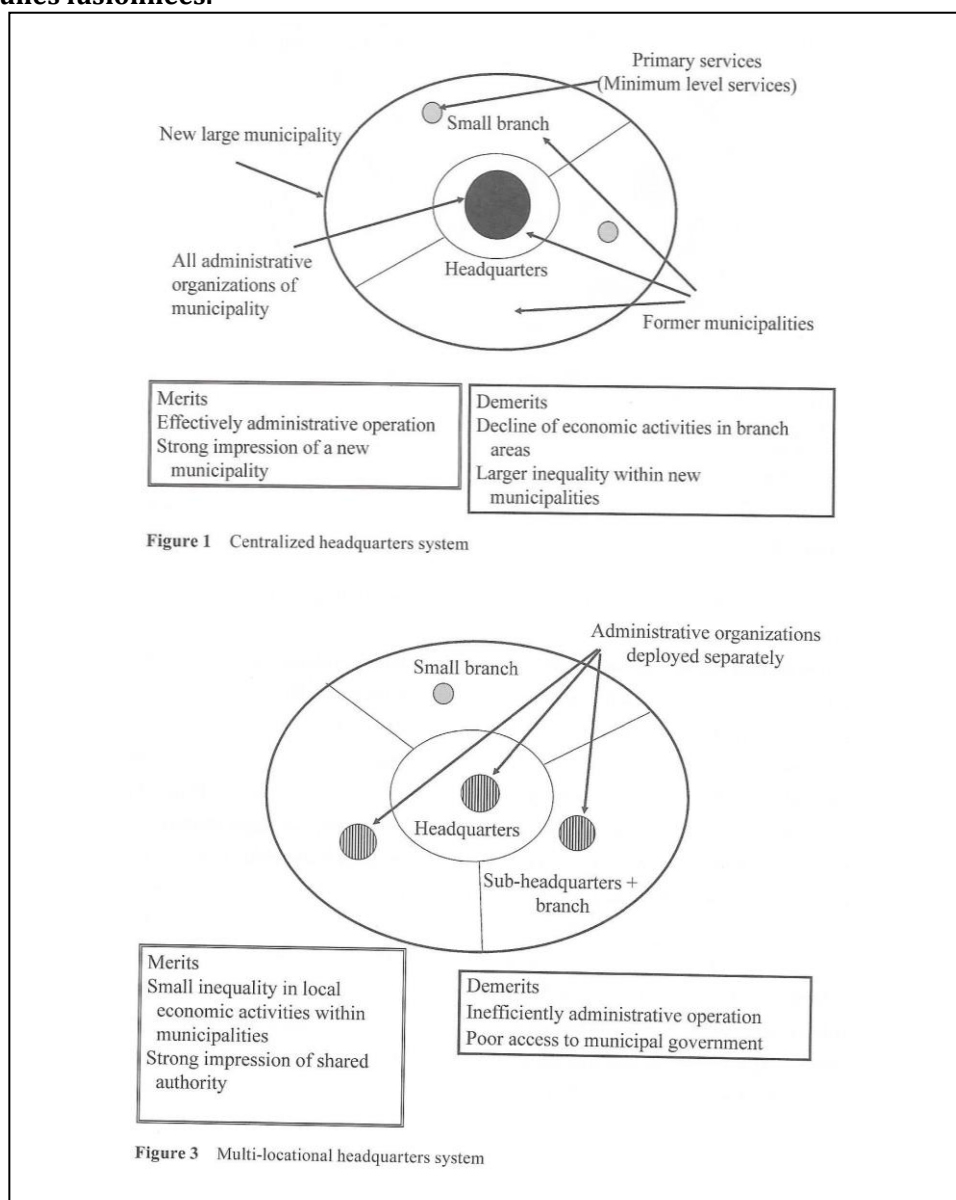 unes fusionnées.
Primary services
(Minimum level services)
Small branch
New large municipality
All administrative
organizations of
municipality
Headquarters
Former municipalities
Merits
Effectively administrative operation
Strong impression of a new
municipality
Demerits
Decline of economic activities in branch
areas
Larger inequality within new
municipalities
Figure 1 Centralized headquarters system
Administrative organizations
deployed separately
Small branch
Headquarters
Sub-headquarters +
branch
Merits
Small inequality in local
economic activities within
municipalities
Strong impression of shared
authority
Demerits
Inefficiently administrative operation
Poor access to municipal government
Figure 3 Multi-locational headquarters system